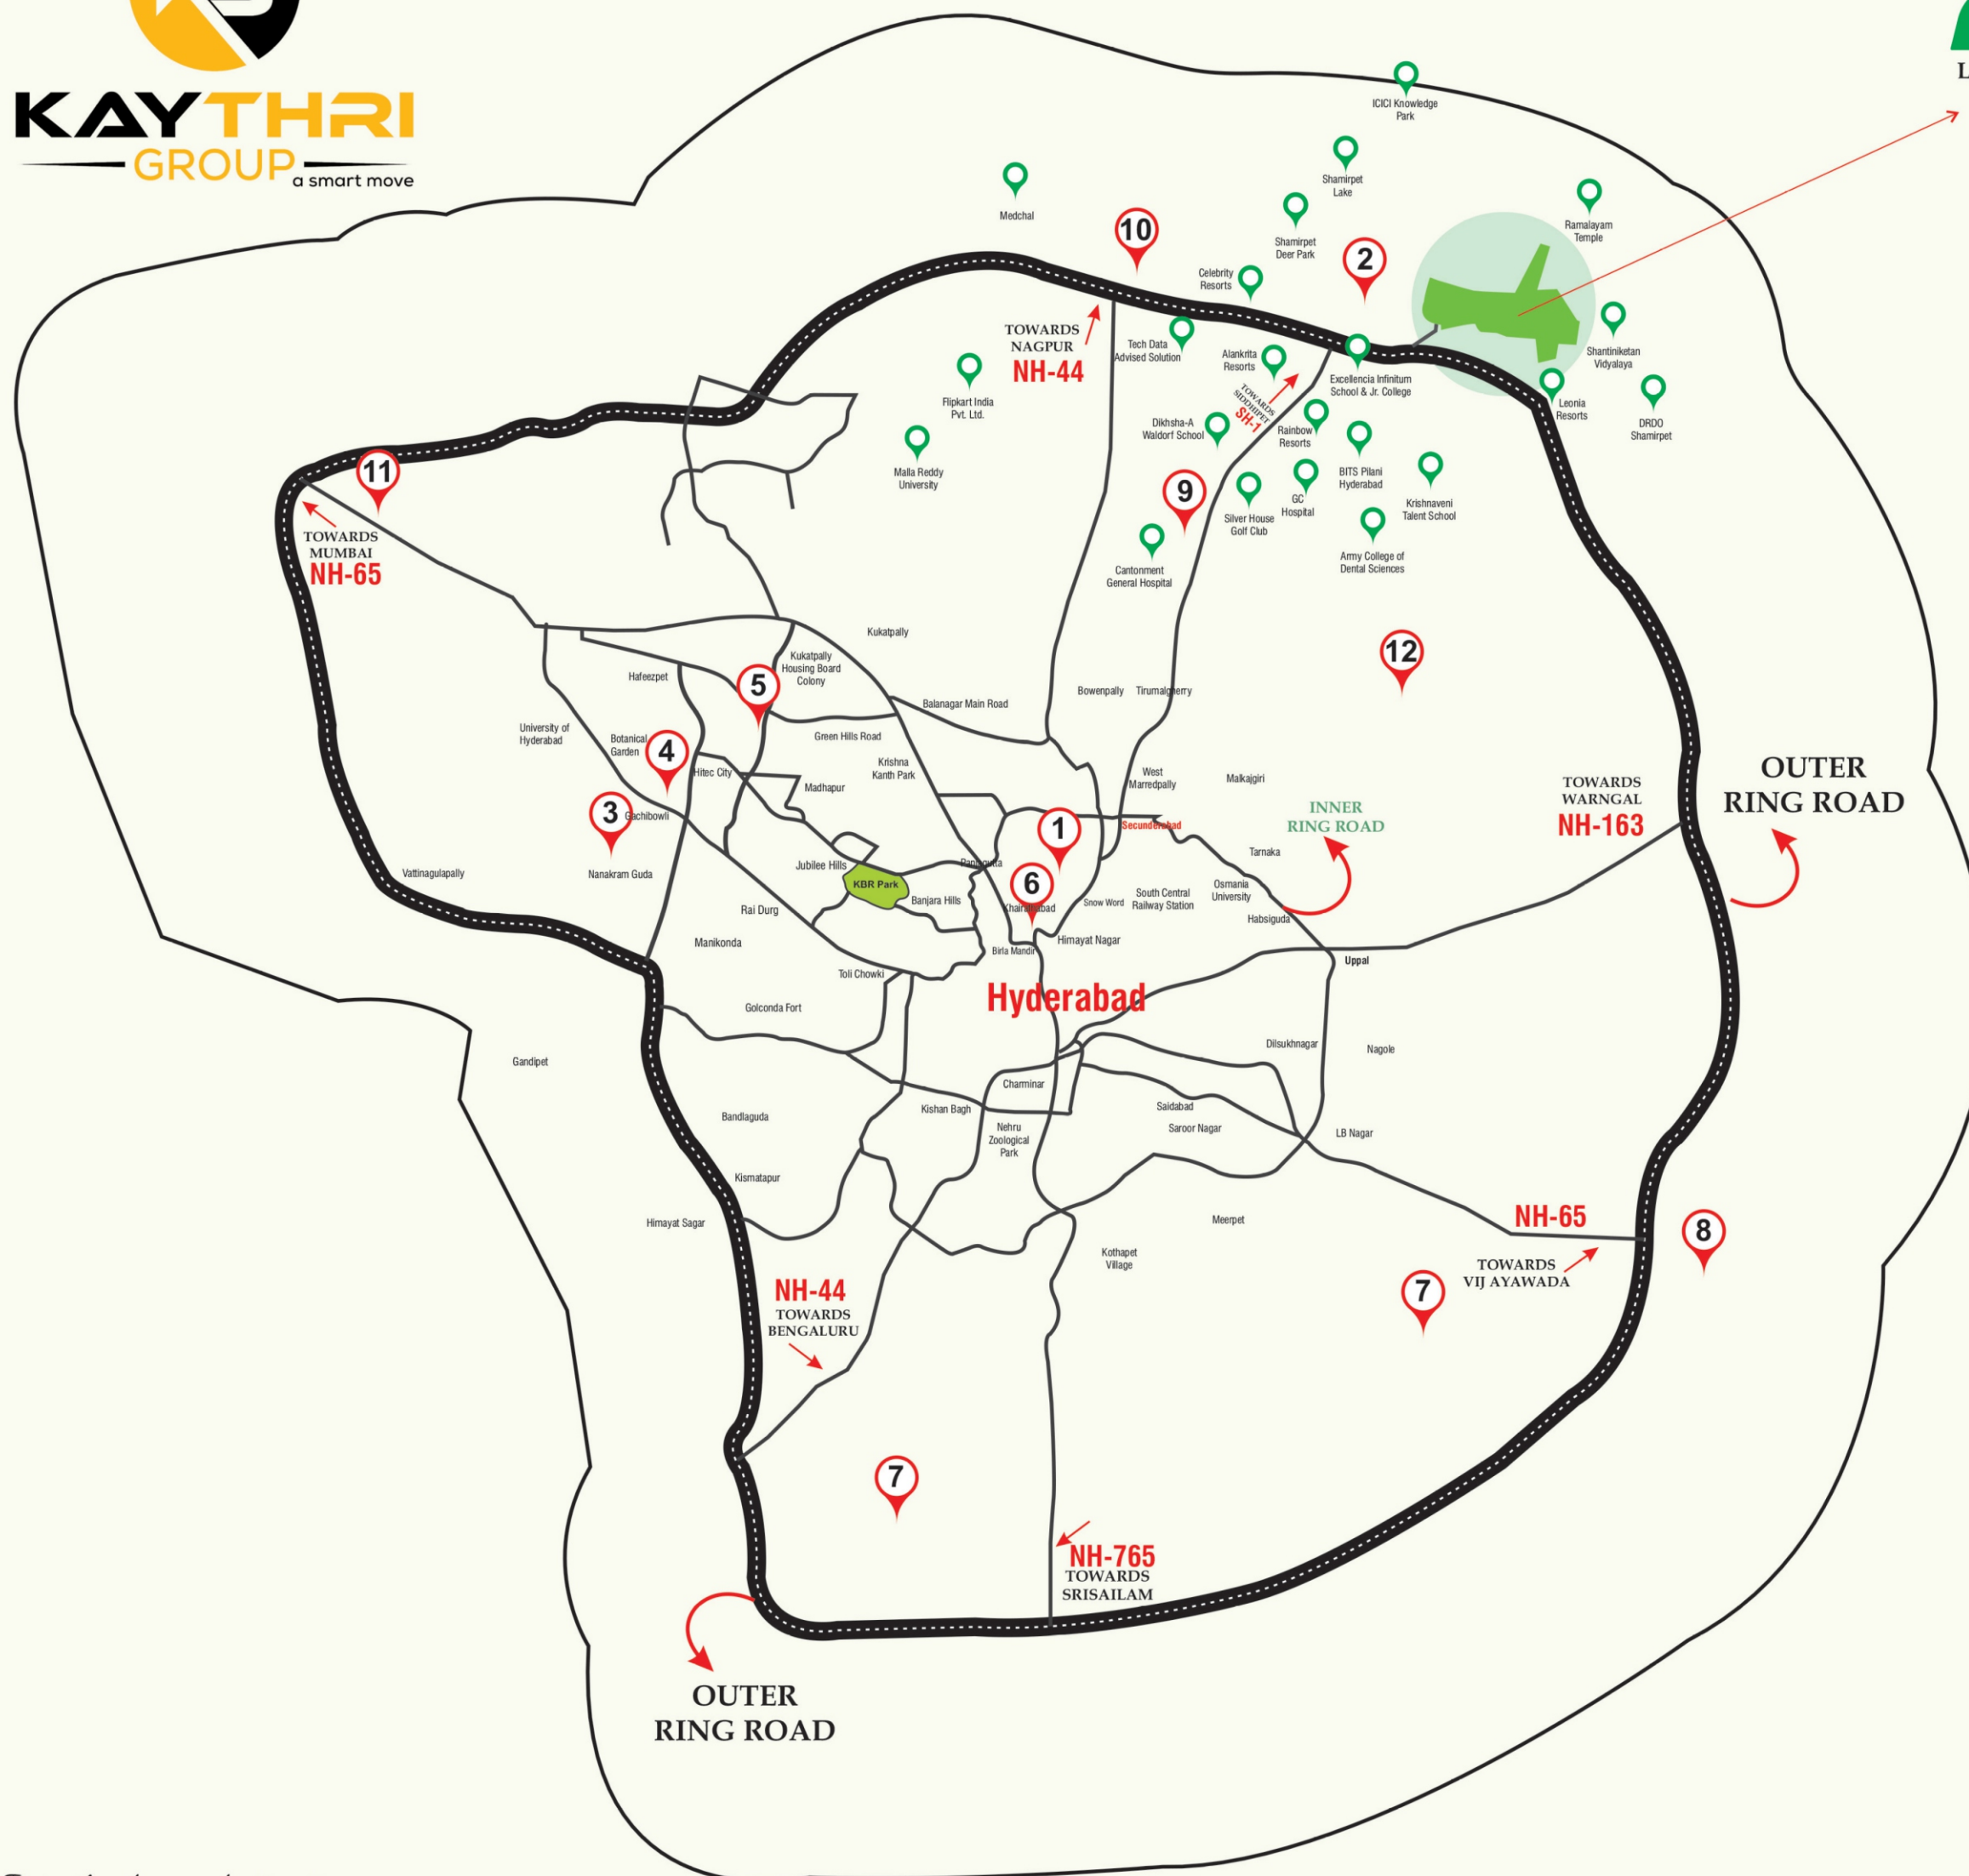 KAYTHRI
GROUP
a smart move
L
ICICI Knowledge
Park
Shamirpet
Lake
Medchal
Ramalayam
Temple
10
Shamirpet
Deer Park
2
Celebrity
Resorts
TOWARDS
NAGPUR
NH-44
Tech Data
Advised Solution
Alankrita
Resorts
Shantiniketan
Vidyalaya
Excellencia Infinitum
School & Jr. College
TOWARDS
SIDDHIPET
SH-1
Flipkart India
Pvt. Ltd.
Leonia
Resorts
DRDO
Shamirpet
Dikhsha-A
Waldorf School
Rainbow
Resorts
Malla Reddy
University
BITS Pilani
Hyderabad
11
9
GC
Hospital
Krishnaveni
Talent School
Silver House
Golf Club
TOWARDS
MUMBAI
NH-65
Cantonment
General Hospital
Army College of
Dental Sciences
Kukatpally
12
Kukatpally
Housing Board
Colony
Hafeezpet
5
Bowenpally
Tirumalgherry
Balanagar Main Road
University of
Hyderabad
Botanical
Garden
4
Green Hills Road
Krishna
Kanth Park
Hitec City
West
Marredpally
Malkajgiri
Madhapur
OUTER
RING ROAD
TOWARDS
WARNGAL
NH-163
3
Gachibowli
INNER
RING ROAD
1
Secunderabad
Tarnaka
Jubilee Hills
Panjagutta
Vattinagulapally
Nanakram Guda
KBR Park
6
Osmania
University
South Central
Railway Station
Banjara Hills
Khairatabad
Snow Word
Rai Durg
Habsiguda
Manikonda
Himayat Nagar
Birla Mandir
Uppal
Toli Chowki
Hyderabad
Golconda Fort
Dilsukhnagar
Nagole
Gandipet
Charminar
Kishan Bagh
Saidabad
Bandlaguda
Nehru
Zoological
Park
Saroor Nagar
LB Nagar
Kismatapur
Himayat Sagar
Meerpet
NH-65
8
Kothapet
Village
TOWARDS
VIJ AYAWADA
7
NH-44
TOWARDS
BENGALURU
7
NH-765
TOWARDS
SRISAILAM
OUTER
RING ROAD